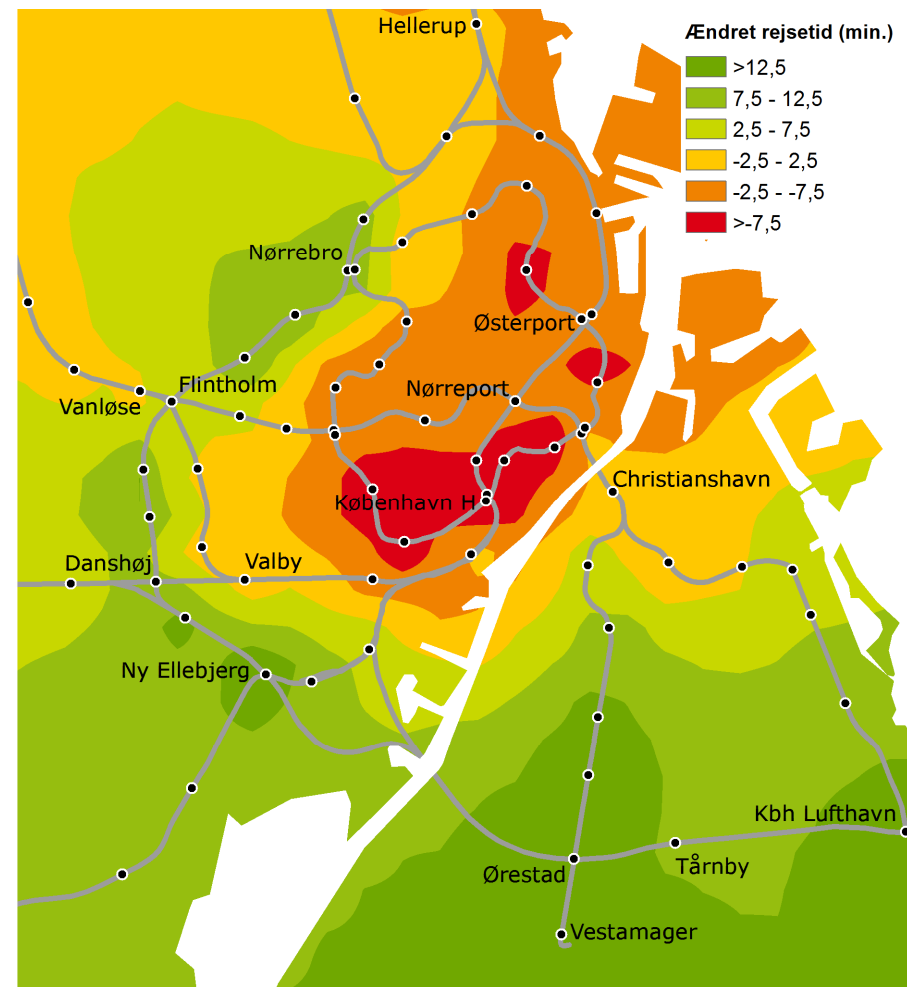 Hellerup
Ændret rejsetid (min.)
>12,5
7,5 - 12,5
2,5 - 7,5
-2,5 - 2,5
-2,5 - -7,5
>-7,5
Nørrebro
Østerport
Flintholm
Nørreport
Vanløse
Christianshavn
København H
Danshøj
Valby
Ny Ellebjerg
Kbh Lufthavn
Tårnby
Ørestad
Vestamager